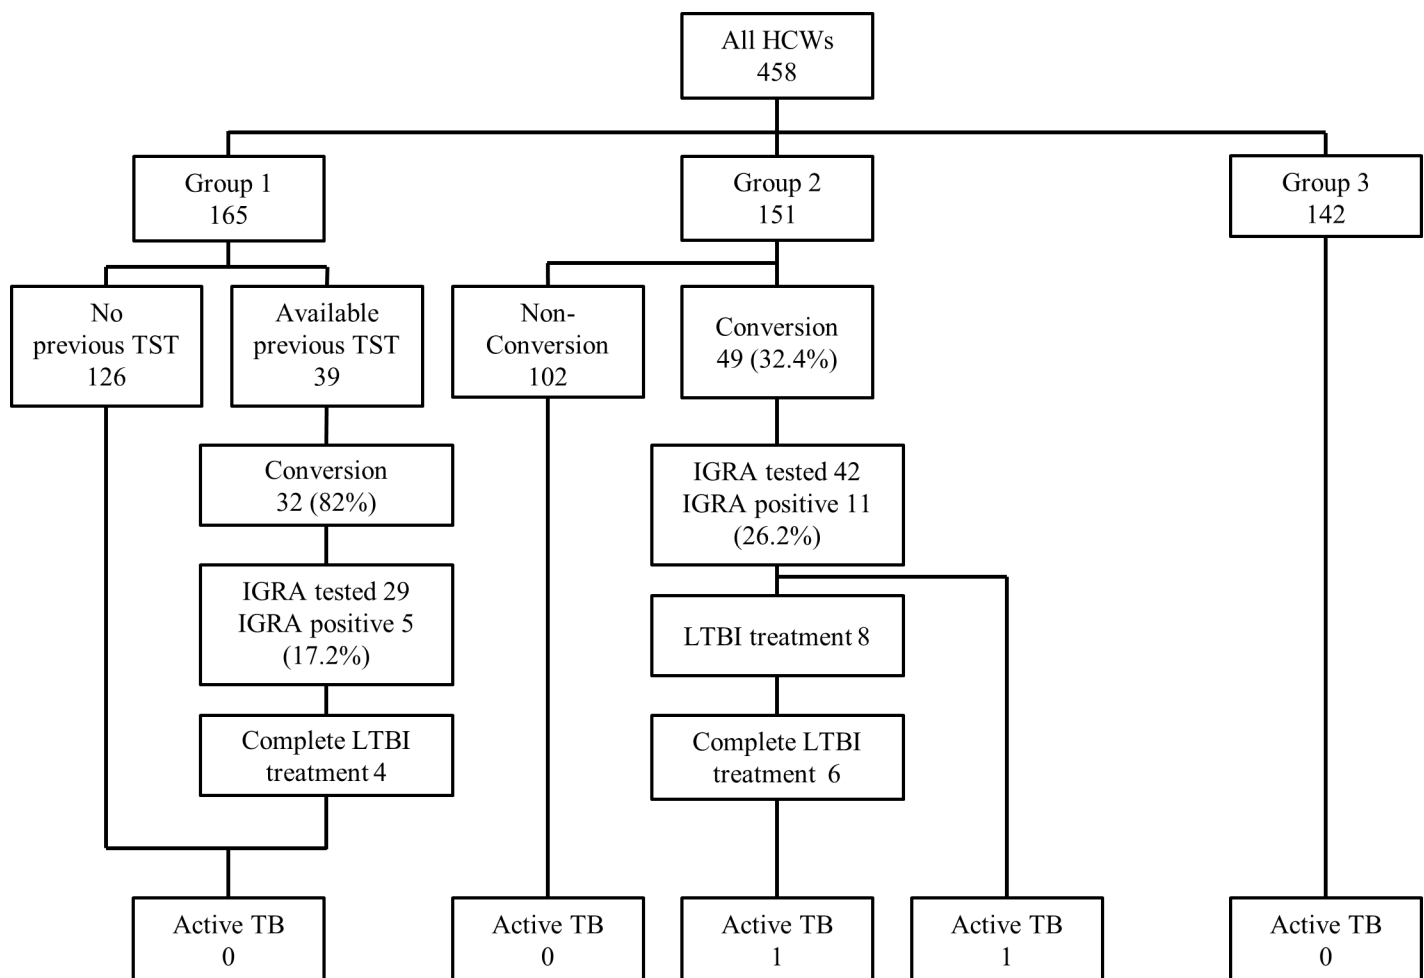 All HCWs
458
Group 1
165
Group 2
151
Group 3
142
No
previous TST
126
Available
previous TST
39
Non-
Conversion
102
Conversion
49 (32.4%)
Conversion
32 (82%)
IGRA tested 42
IGRA positive 11
(26.2%)
IGRA tested 29
IGRA positive 5
(17.2%)
LTBI treatment 8
Complete LTBI
treatment 4
Complete LTBI
treatment 6
Active TB
0
Active TB
0
Active TB
1
Active TB
1
Active TB
0